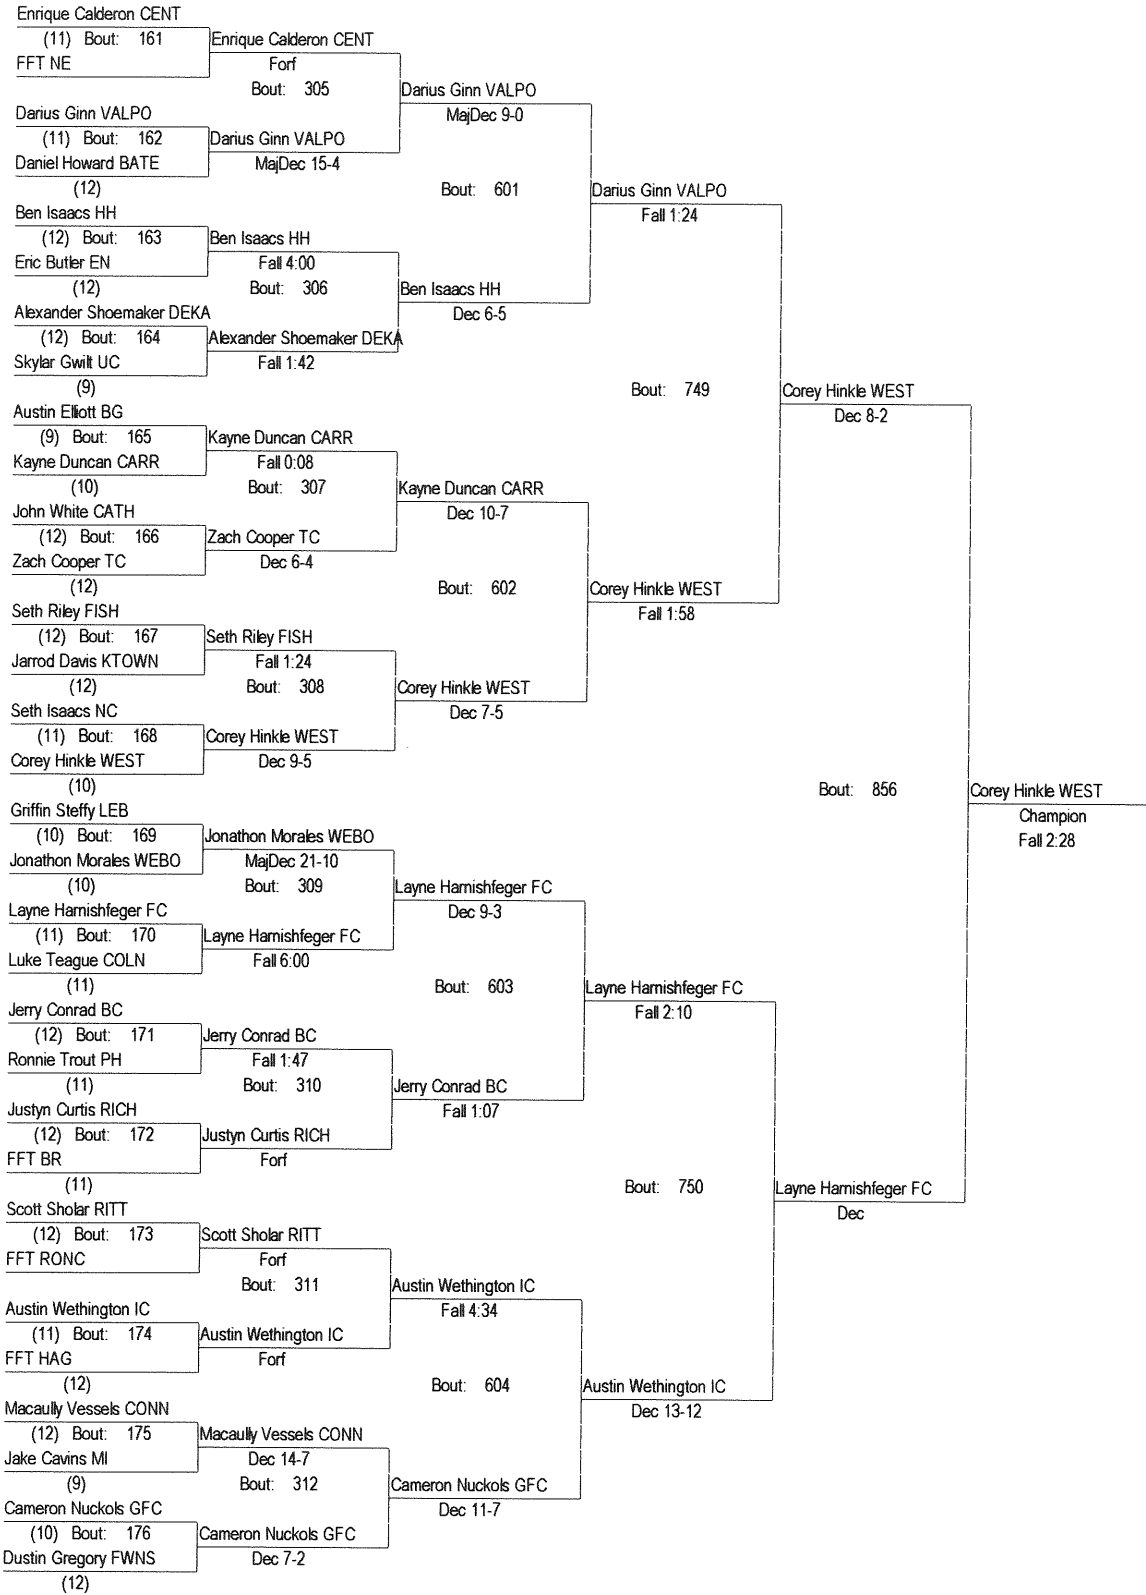 Enrique Calderon CENT
(11) Bout: 161
FFT NE
Enrique Calderon CENT
Forf
Bout: 305
Darius Ginn VALPO
MajDec 9-0
Darius Ginn VALPO
(11) Bout: 162
Daniel Howard BATE
(12)
Darius Ginn VALPO
MajDec 15-4
Bout: 601
Darius Ginn VALPO
Fall 1:24
Ben Isaacs HH
(12) Bout: 163
Eric Butler EN
(12)
Ben Isaacs HH
Fall 4:00
Bout: 306
Ben Isaacs HH
Dec 6-5
Alexander Shoemaker DEKA
(12) Bout: 164
Skylar Gwilt UC
(9)
Alexander Shoemaker DEKA
Fall 1:42
Bout: 749
Corey Hinkle WEST
Dec 8-2
Austin Elliott BG
(9) Bout: 165
Kayne Duncan CARR
(10)
Kayne Duncan CARR
Fall 0:08
Bout: 307
Kayne Duncan CARR
Dec 10-7
John White CATH
(12) Bout: 166
Zach Cooper TC
(12)
Zach Cooper TC
Dec 6-4
Bout: 602
Corey Hinkle WEST
Fall 1:58
Seth Riley FISH
(12) Bout: 167
Jarrod Davis KTOWN
(12)
Seth Riley FISH
Fall 1:24
Bout: 308
Corey Hinkle WEST
Dec 7-5
Seth Isaacs NC
(11) Bout: 168
Corey Hinkle WEST
(10)
Corey Hinkle WEST
Dec 9-5
Bout: 856
Corey Hinkle WEST
Champion
Fall 2:28
Griffin Steffy LEB
(10) Bout: 169
Jonathon Morales WEBO
(10)
Jonathon Morales WEBO
MajDec 21-10
Bout: 309
Layne Harnishfeger FC
Dec 9-3
Layne Harnishfeger FC
(11) Bout: 170
Luke Teague COLN
(11)
Layne Harnishfeger FC
Fall 6:00
Bout: 603
Layne Harnishfeger FC
Fall 2:10
Jerry Conrad BC
(12) Bout: 171
Ronnie Trout PH
(11)
Jerry Conrad BC
Fall 1:47
Bout: 310
Jerry Conrad BC
Fall 1:07
Justyn Curtis RICH
(12) Bout: 172
FFT BR
(11)
Justyn Curtis RICH
Forf
Bout: 750
Layne Harnishfeger FC
Dec
Scott Sholar RITT
(12) Bout: 173
FFT RONC
Scott Sholar RITT
Forf
Bout: 311
Austin Wethington IC
Fall 4:34
Austin Wethington IC
(11) Bout: 174
FFT HAG
(12)
Austin Wethington IC
Forf
Bout: 604
Austin Wethington IC
Dec 13-12
Macaully Vessels CONN
(12) Bout: 175
Jake Cavins MI
(9)
Macaully Vessels CONN
Dec 14-7
Bout: 312
Cameron Nuckols GFC
Dec 11-7
Cameron Nuckols GFC
(10) Bout: 176
Dustin Gregory FWNS
(12)
Cameron Nuckols GFC
Dec 7-2